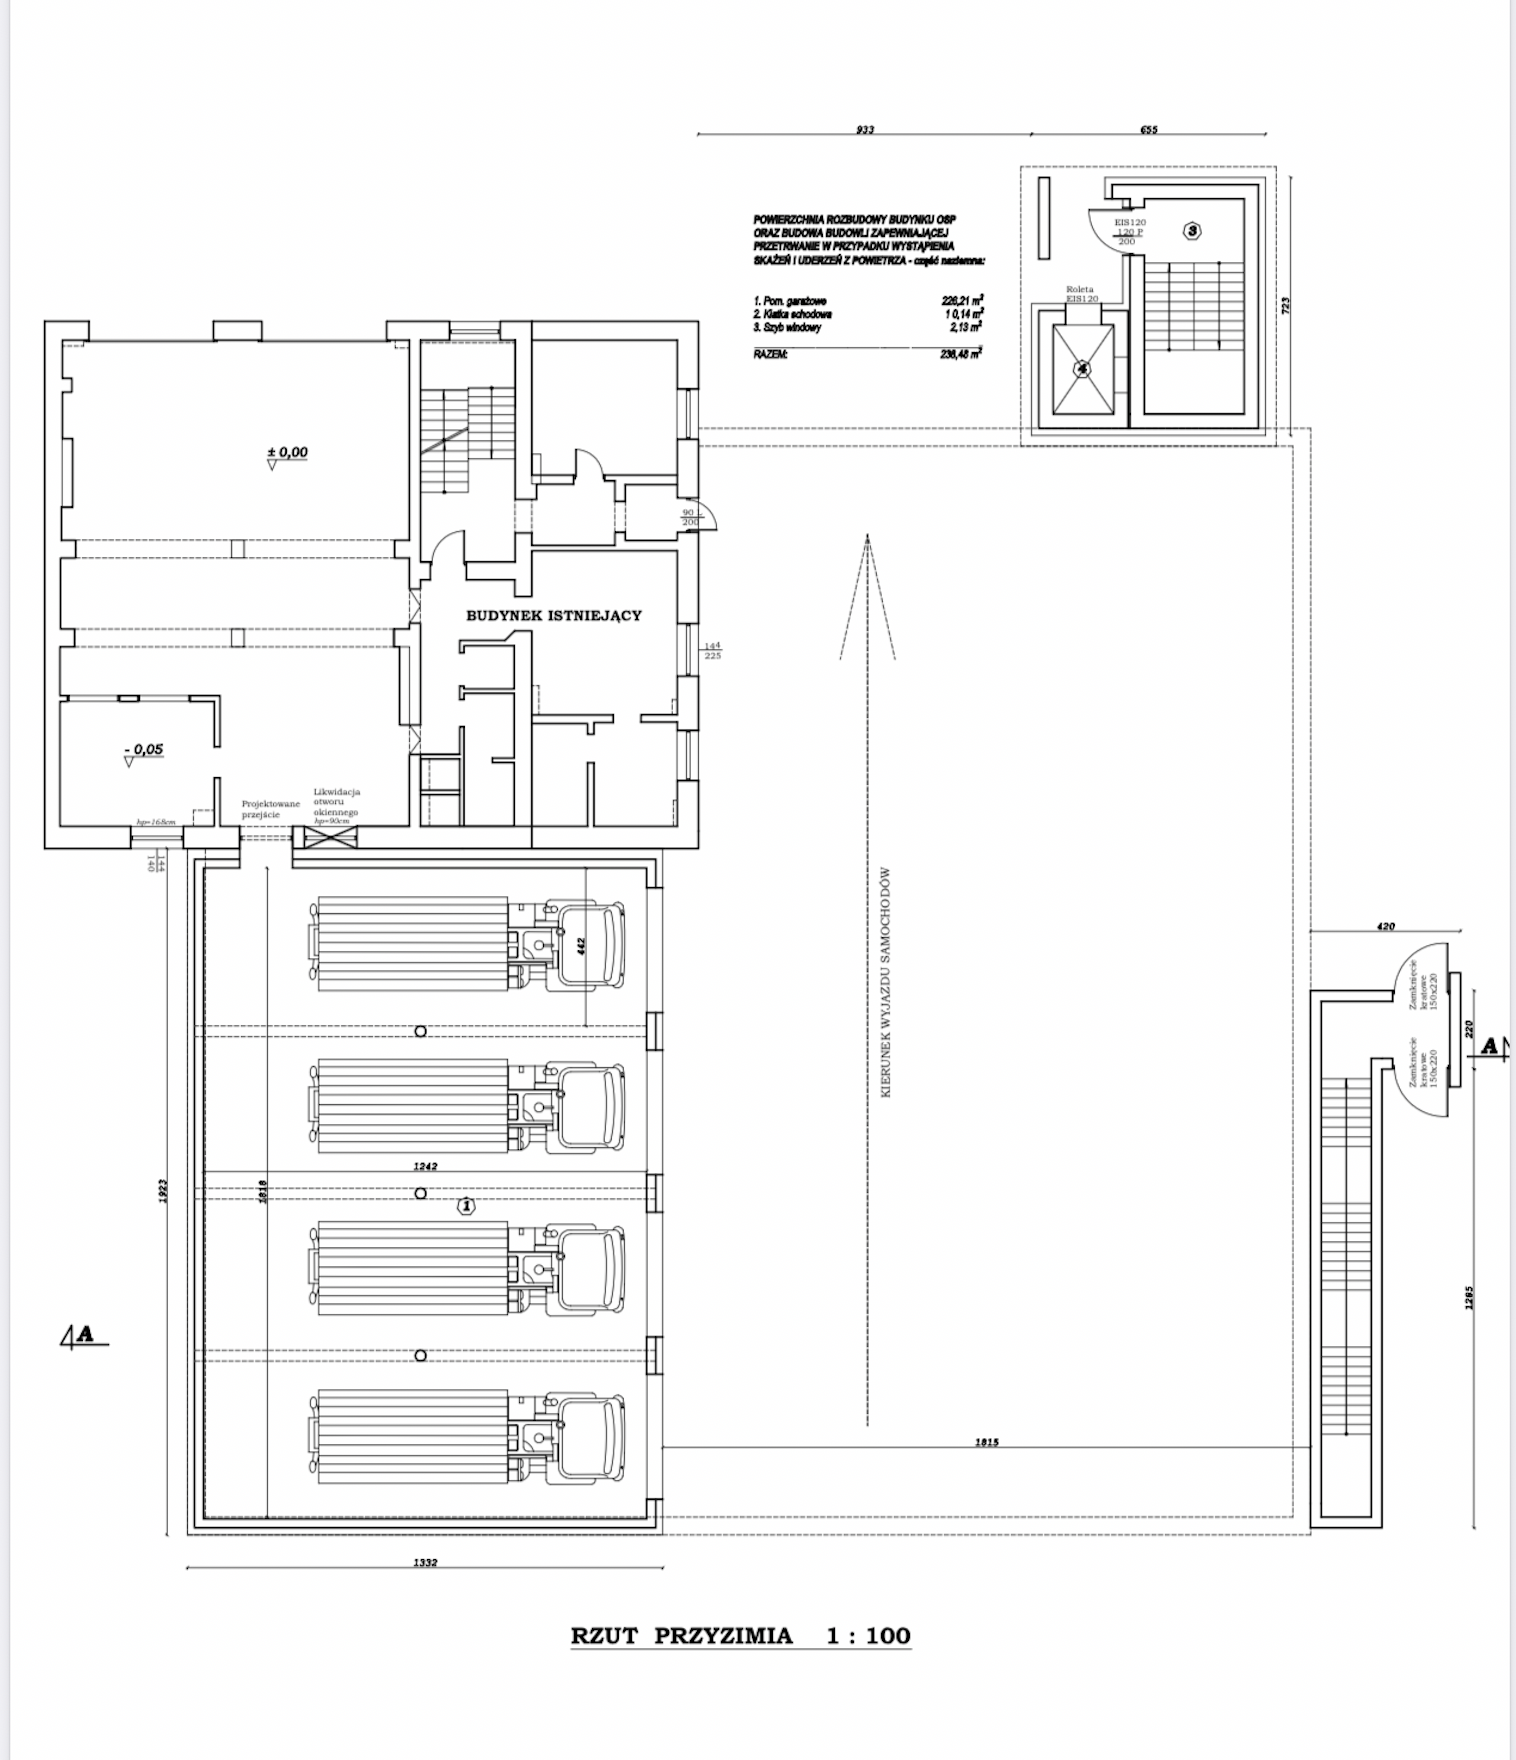 933
655
POWIERZCHNIA ROZBUDOWY BUDYNKU OSP
ORAZ BUDOWA BUDOWLI ZAPEWNIAJĄCEJ
PRZETRWANIE W PRZYPADKU WYSTĄPIENIA
SKAŻEŃ I UDERZEŃ Z POWIETRZA - część naziemna:
1. Pom. garażowe 226,21 m²
2. Klatka schodowa 10,14 m²
3. Szyb windowy 2,13 m²
RAZEM: 238,48 m²
EIS120
120 P
200
3
Roleta
EIS120
4
723
± 0,00
90 L
200
BUDYNEK ISTNIEJĄCY
144
225
- 0,05
hp=168cm
Projektowane
przejście
Likwidacja
otworu
okiennego
hp=90cm
144
140
442
KIERUNEK WYJAZDU SAMOCHODÓW
420
Zamknięcie
kratowe
150x220
220
A
Zamknięcie
kratowe
150x220
1242
1923
1818
1
1285
A
1815
1332
RZUT PRZYZIMIA 1 : 100